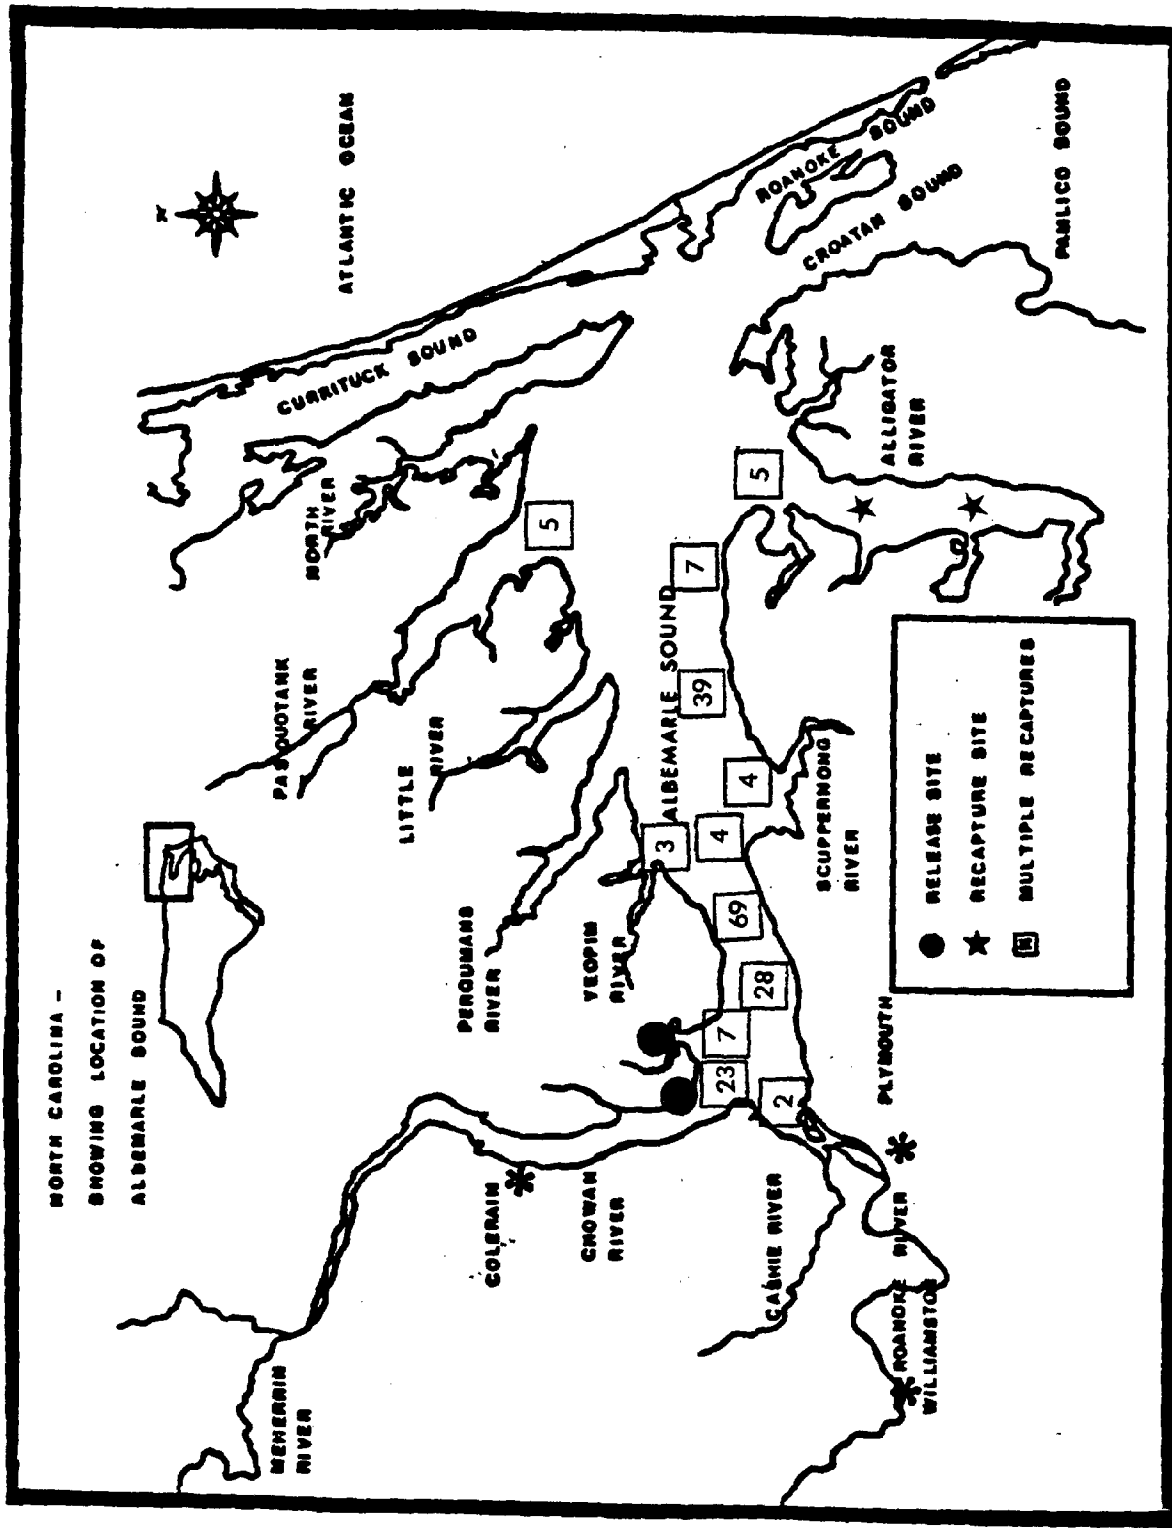 NORTH CAROLINA -
SHOWING LOCATION OF
ALBEMARLE SOUND
N
ATLANTIC OCEAN
MEHERRIN
RIVER
COLERAIN
CHOWAN
RIVER
PERQUIMANS
RIVER
YEOPIM
RIVER
LITTLE
RIVER
PASQUOTANK
RIVER
NORTH
RIVER
CURRITUCK SOUND
ROANOKE SOUND
CROATAN SOUND
PAMLICO SOUND
ALLIGATOR
RIVER
ALBEMARLE SOUND
SCUPPERNONG
RIVER
CASHIE RIVER
ROANOKE RIVER
WILLIAMSTON
PLYMOUTH
2
23
7
28
69
3
4
4
39
7
5
5
RELEASE SITE
RECAPTURE SITE
N MULTIPLE RECAPTURES